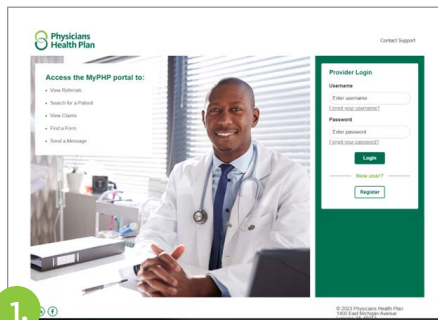 Physicians
Health Plan
Contact Support
Access the MyPHP portal to:
• View Referrals
• Search for a Patient
• View Claims
• Find a Form
• Send a Message
Provider Login
Username
Enter username
Forgot your username?
Password
Enter password
Forgot your password?
Login
New user?
Register
1.
© 2023 Physicians Health Plan
1400 East Michigan Avenue